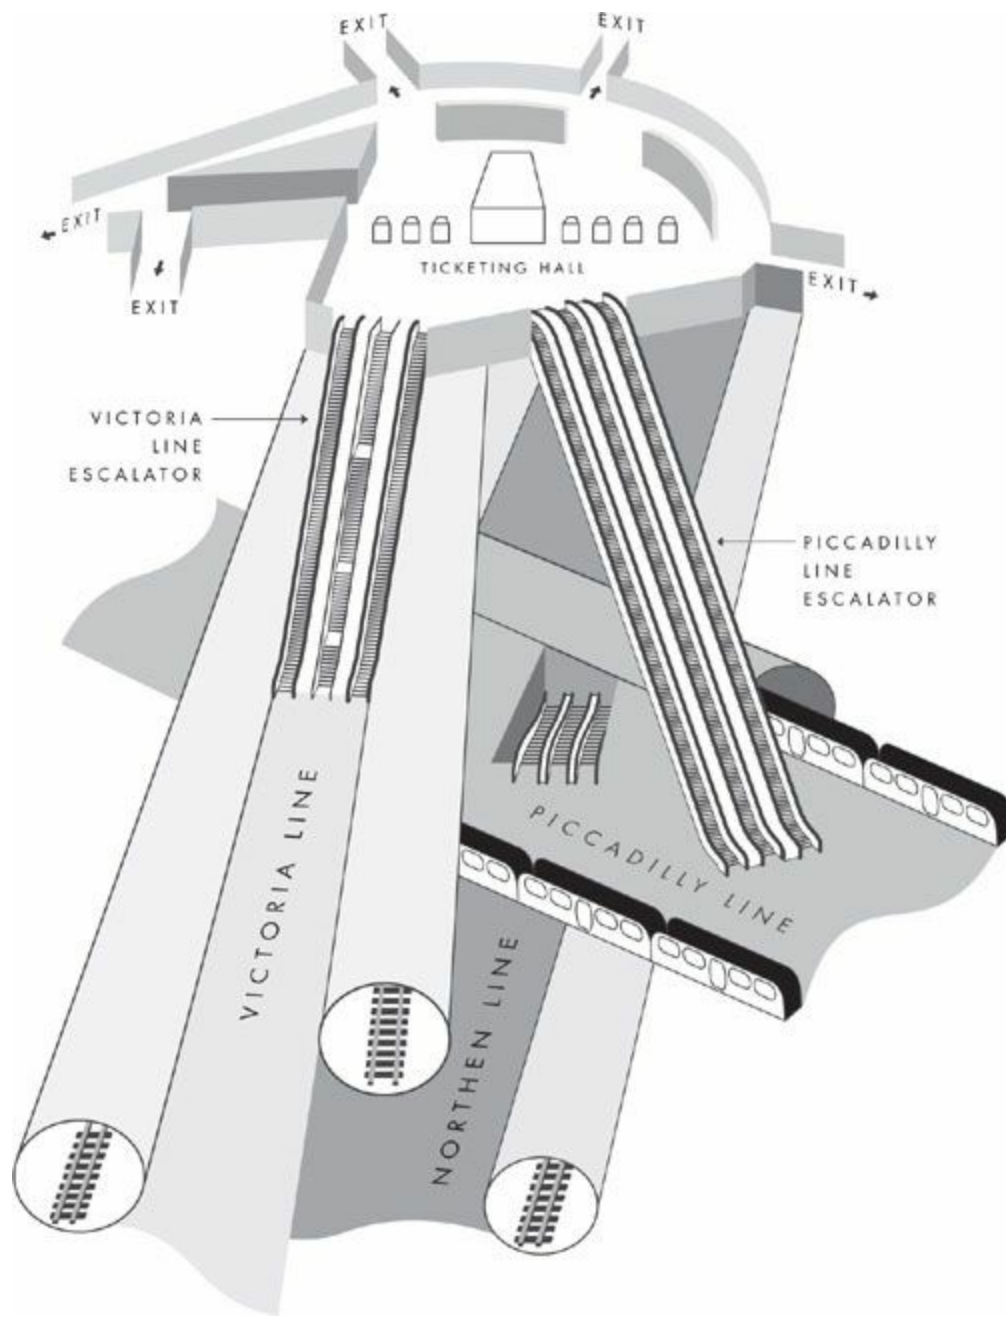 EXIT
EXIT
EXIT
EXIT
TICKETING HALL
EXIT
VICTORIA
LINE
ESCALATOR
PICCADILLY
LINE
ESCALATOR
VICTORIA LINE
PICCADILLY LINE
NORTHEN LINE